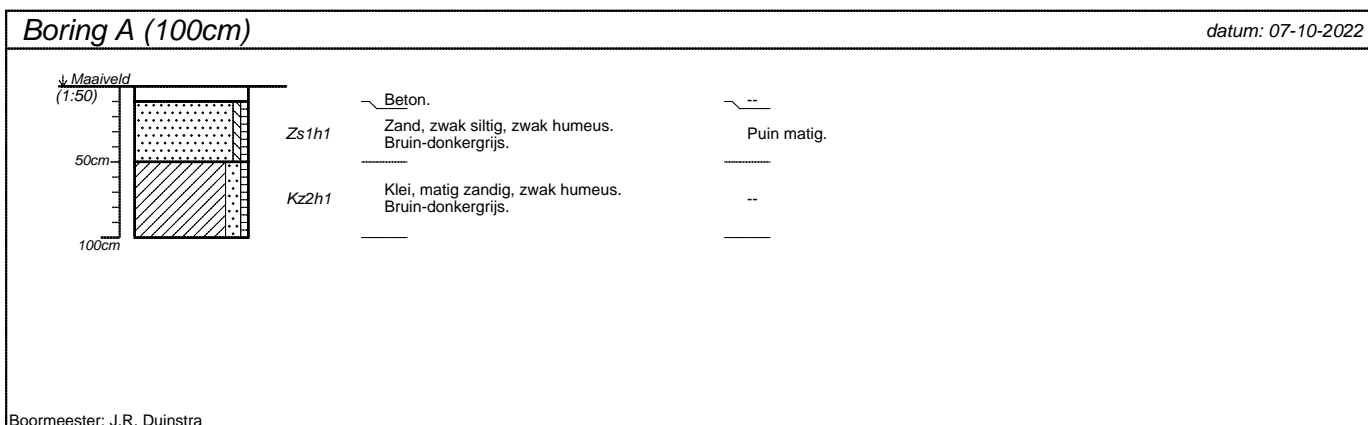 Boring A (100cm)
datum: 07-10-2022
Maaiveld
(1:50)
Beton.
--
Zs1h1
Zand, zwak siltig, zwak humeus.
Bruin-donkergrijs.
Puin matig.
50cm
Kz2h1
Klei, matig zandig, zwak humeus.
Bruin-donkergrijs.
--
100cm
Boormeester: J.R. Duinstra